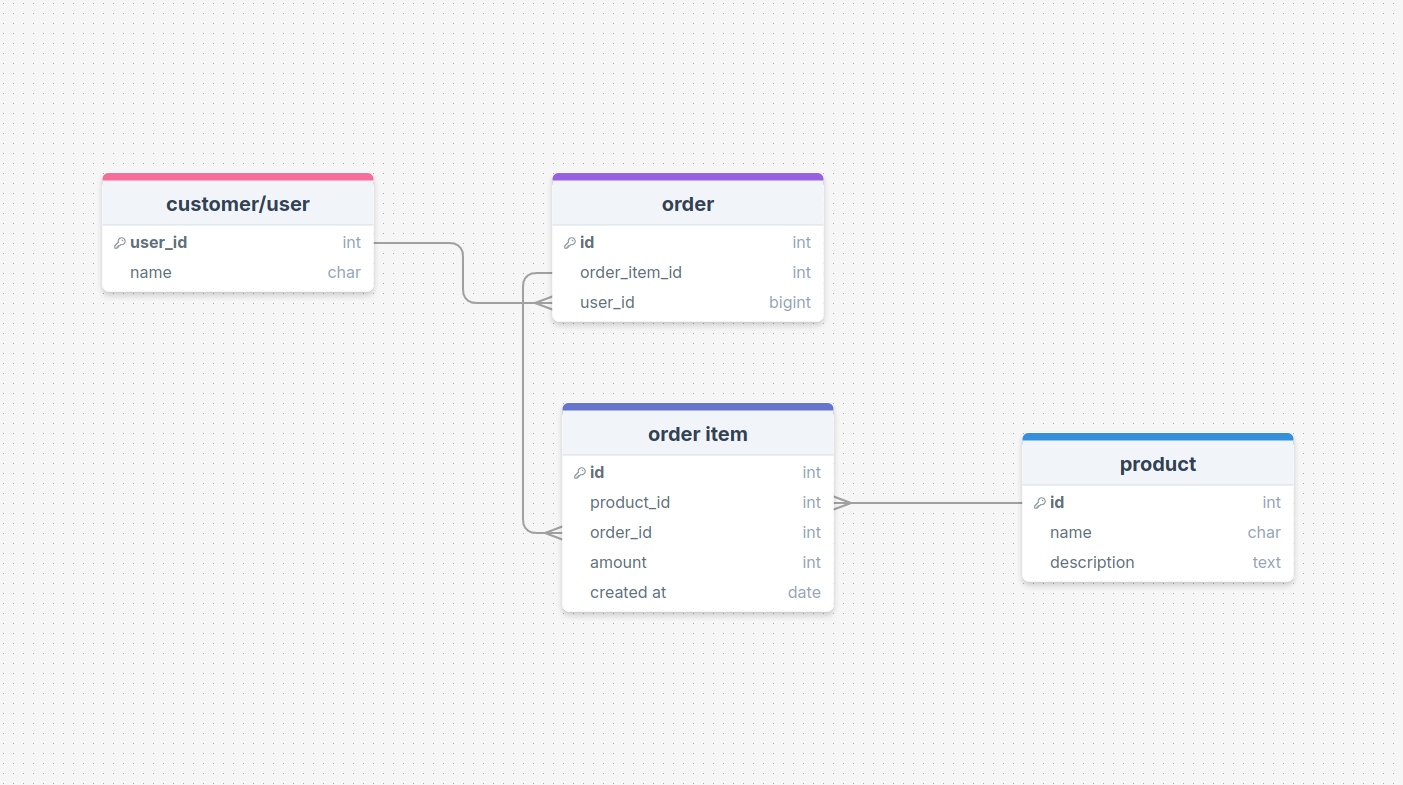 customer/user
user_id int
name char
order
id int
order_item_id int
user_id bigint
order item
id int
product_id int
order_id int
amount int
created at date
product
id int
name char
description text